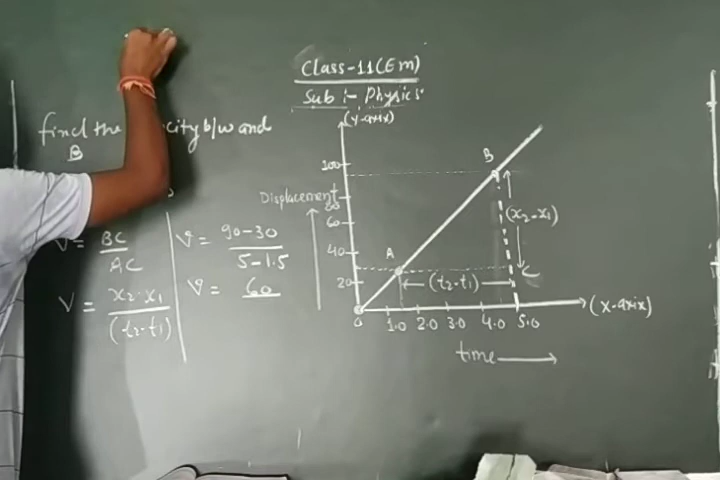 Class-11(Em)
Sub :- Physics
find the city b/w and
B
V = BC / AC
V = x2-x1 / (t2-t1)
V = 90-30 / 5-1.5
V = 60
(Y-axix)
Displacement
100
80
60
40
20
0
A
B
C
(x2-x1)
(t2-t1)
1.0 2.0 3.0 4.0 5.0
(x-axix)
time